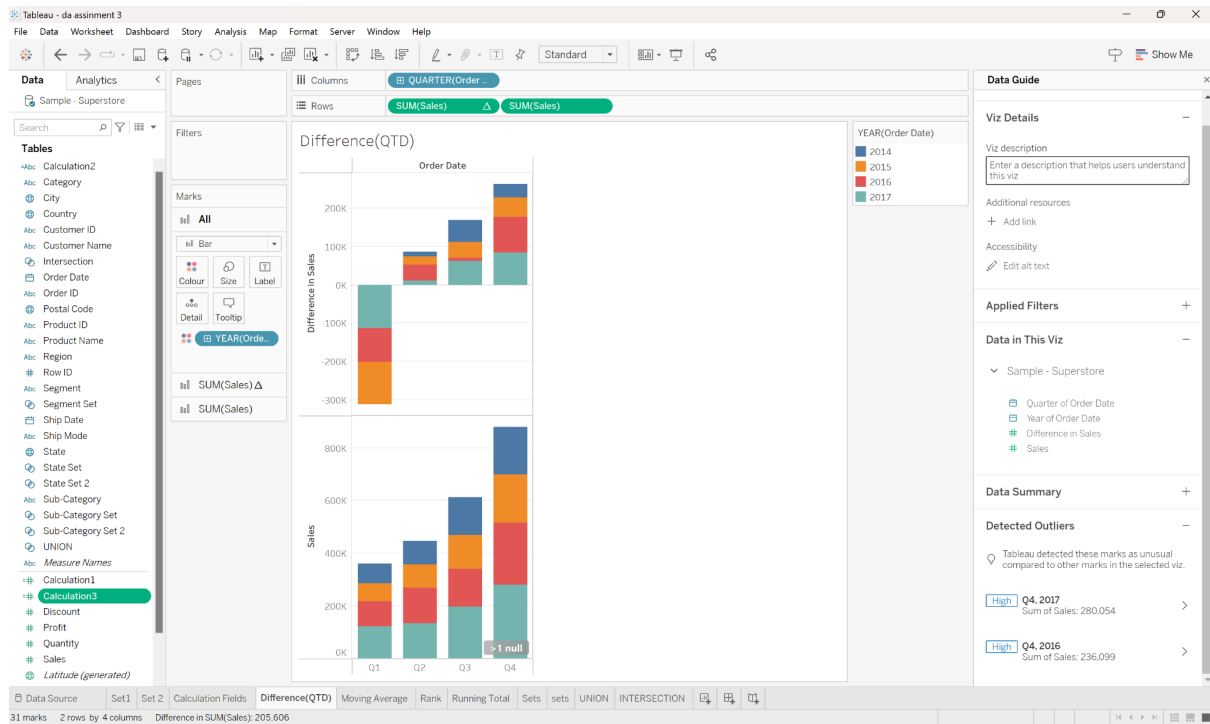 Tableau - da assinment 3
File Data Worksheet Dashboard Story Analysis Map Format Server Window Help
Standard
Show Me
Data Analytics
Sample - Superstore
Search
Tables
Abc Calculation2
Abc Category
City
Country
Abc Customer ID
Abc Customer Name
Intersection
Order Date
Abc Order ID
Postal Code
Abc Product ID
Abc Product Name
Abc Region
# Row ID
Abc Segment
Segment Set
Ship Date
Abc Ship Mode
State
State Set
State Set 2
Abc Sub-Category
Sub-Category Set
Sub-Category Set 2
UNION
Abc Measure Names
# Calculation1
# Calculation3
# Discount
# Profit
# Quantity
# Sales
Latitude (generated)
Pages
Filters
Marks
All
Bar
Colour Size Label
Detail Tooltip
YEAR(Orde..
SUM(Sales) Δ
SUM(Sales)
Columns QUARTER(Order ..
Rows SUM(Sales) Δ SUM(Sales)
Difference(QTD)
Order Date
Difference in Sales
200K
100K
0K
-100K
-200K
-300K
Sales
800K
600K
400K
200K
0K
>1 null
Q1 Q2 Q3 Q4
YEAR(Order Date)
2014
2015
2016
2017
Data Guide
Viz Details
Viz description
Enter a description that helps users understand
this viz
Additional resources
+ Add link
Accessibility
Edit alt text
Applied Filters
Data in This Viz
Sample - Superstore
Quarter of Order Date
Year of Order Date
# Difference in Sales
# Sales
Data Summary
Detected Outliers
Tableau detected these marks as unusual
compared to other marks in the selected viz.
High Q4, 2017
Sum of Sales: 280,054
High Q4, 2016
Sum of Sales: 236,099
Data Source Set1 Set 2 Calculation Fields Difference(QTD) Moving Average Rank Running Total Sets sets UNION INTERSECTION
31 marks 2 rows by 4 columns Difference in SUM(Sales): 205.606